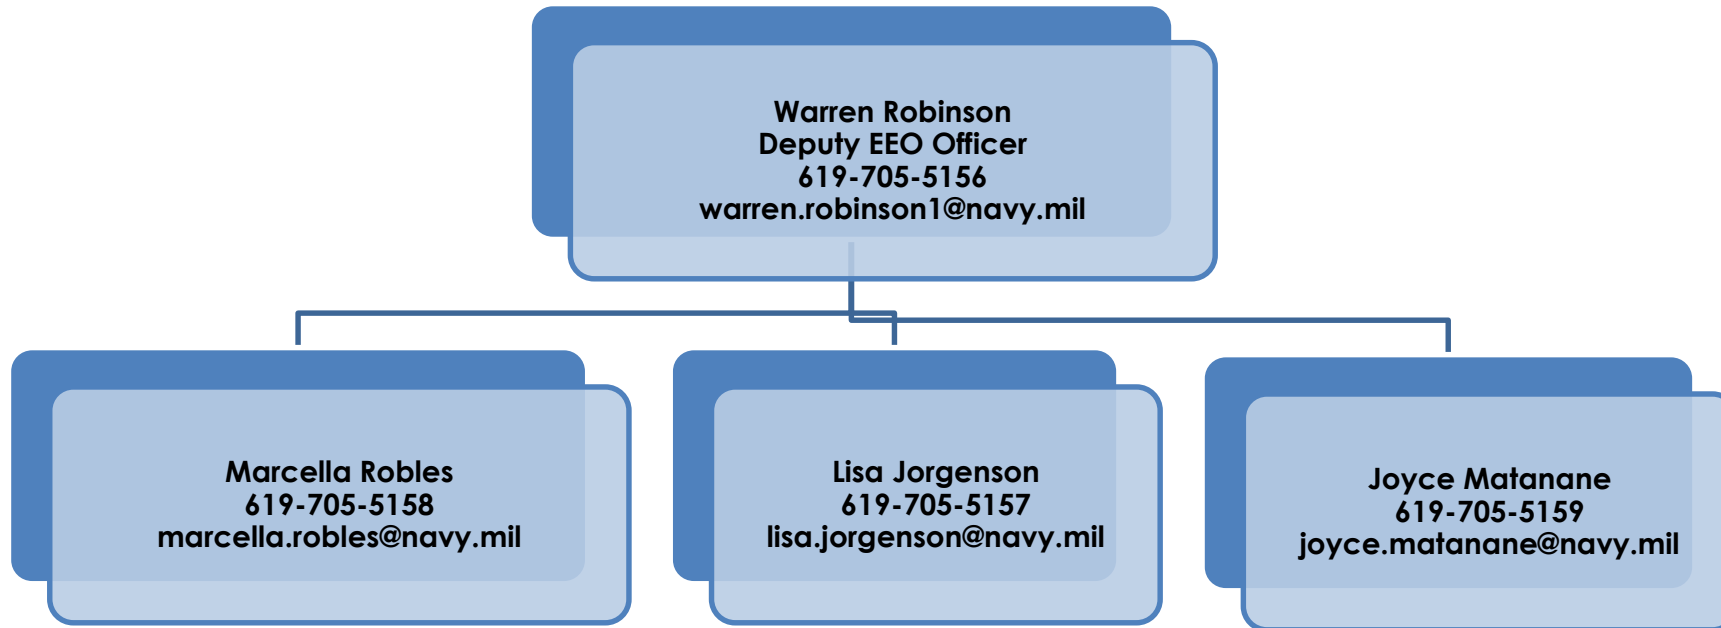 Warren Robinson
Deputy EEO Officer
619-705-5156
warren.robinson1@navy.mil
Marcella Robles
619-705-5158
marcella.robles@navy.mil
Lisa Jorgenson
619-705-5157
lisa.jorgenson@navy.mil
Joyce Matanane
619-705-5159
joyce.matanane@navy.mil